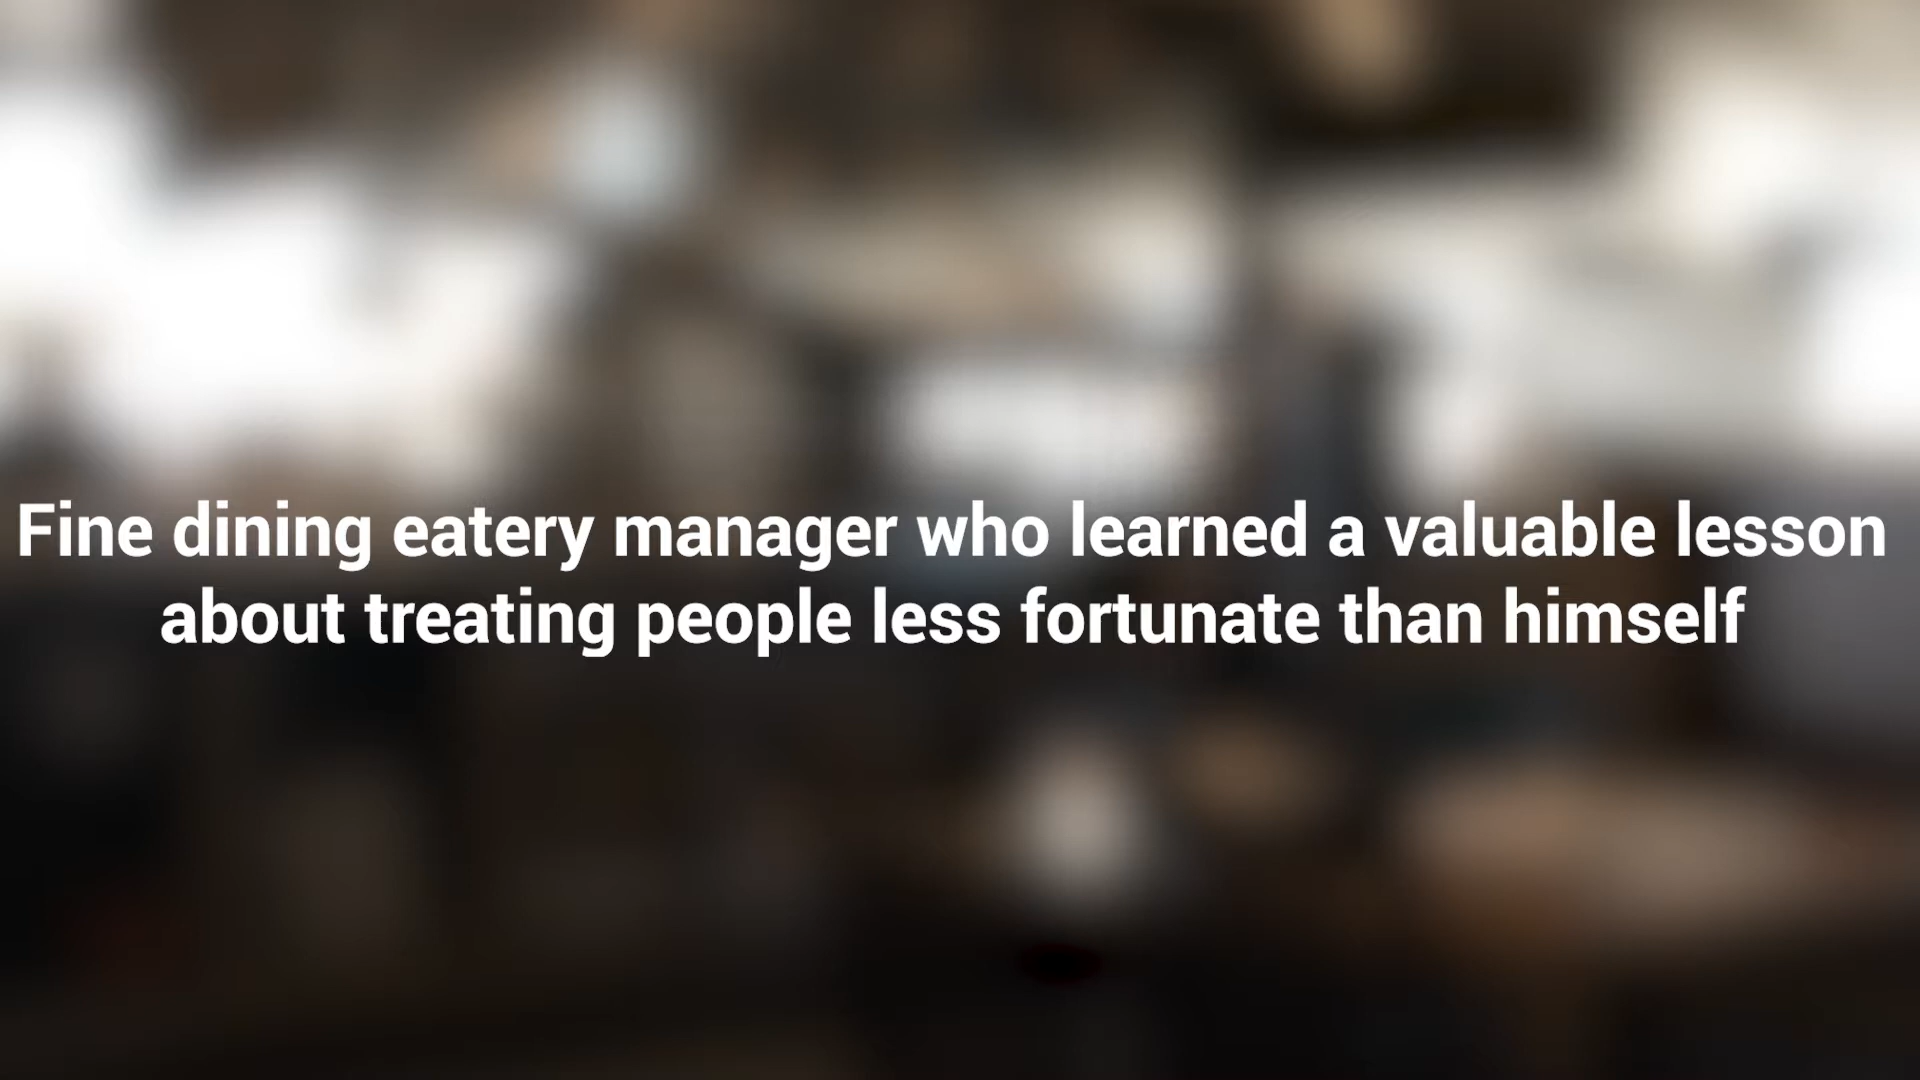 Fine dining eatery manager who learned a valuable lesson
about treating people less fortunate than himself